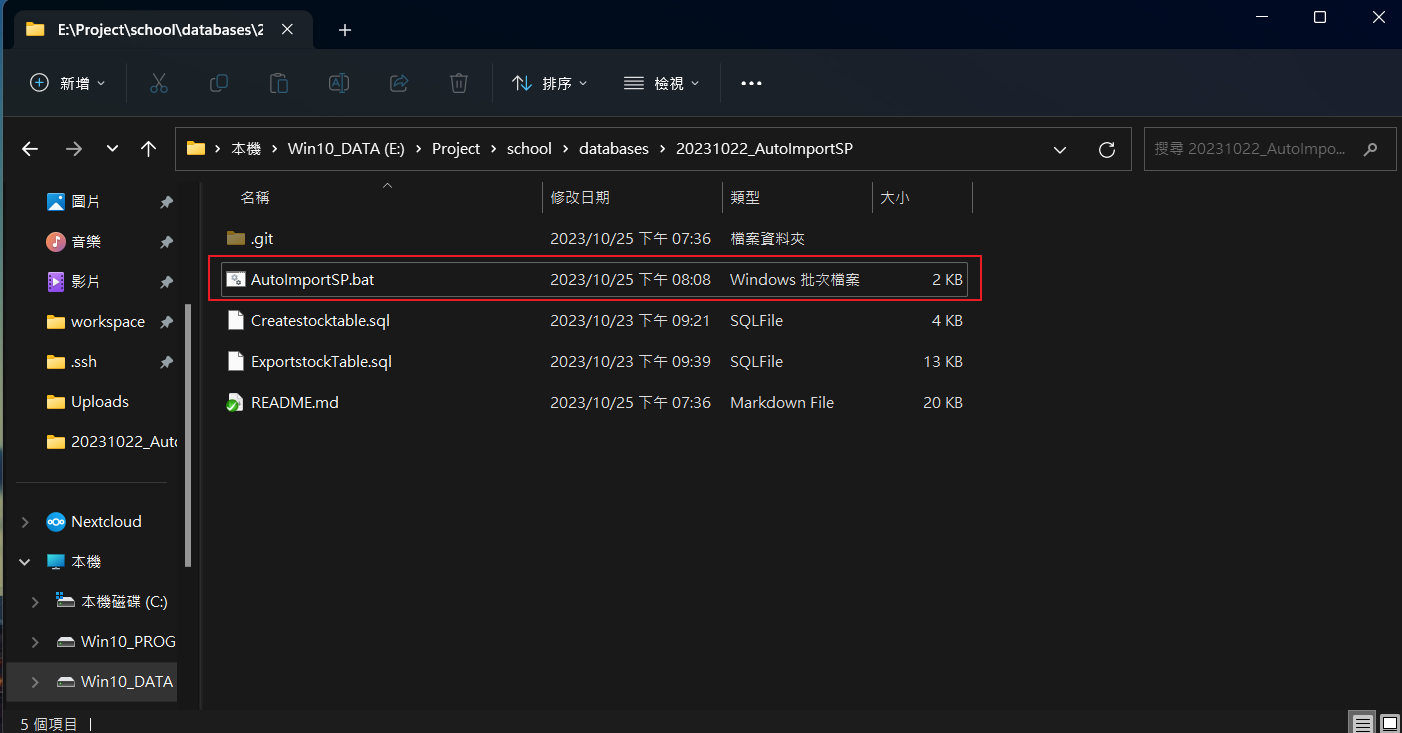 E:\Project\school\databases\2
新增
排序
檢視
本機 Win10_DATA (E:) Project school databases 20231022_AutoImportSP
搜尋 20231022_AutoImpo...
圖片
音樂
影片
workspace
.ssh
Uploads
20231022_Auto
Nextcloud
本機
本機磁碟 (C:)
Win10_PROG
Win10_DATA
名稱 修改日期 類型 大小
.git 2023/10/25 下午 07:36 檔案資料夾
AutoImportSP.bat 2023/10/25 下午 08:08 Windows 批次檔案 2 KB
Createstocktable.sql 2023/10/23 下午 09:21 SQLFile 4 KB
ExportstockTable.sql 2023/10/23 下午 09:39 SQLFile 13 KB
README.md 2023/10/25 下午 07:36 Markdown File 20 KB
5 個項目